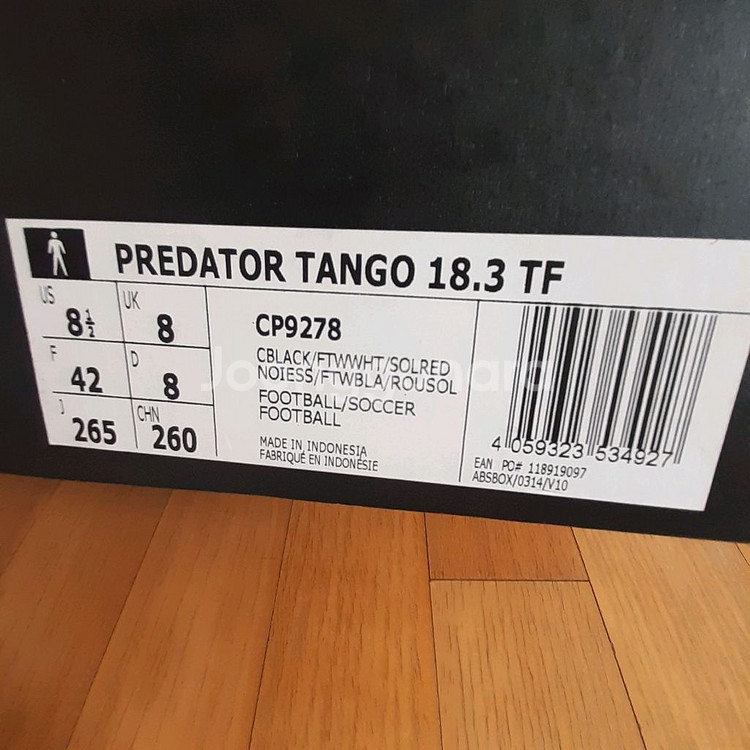 PREDATOR TANGO 18.3 TF
US 8½ UK 8
F 42 D 8
J 265 CHN 260
CP9278
CBLACK/FTWWHT/SOLRED
NOIESS/FTWBLA/ROUSOL
FOOTBALL/SOCCER
FOOTBALL
MADE IN INDONESIA
FABRIQUÉ EN INDONÉSIE
4 059323 534927
EAN PO# 118919097
ABSBOX/0314/V10